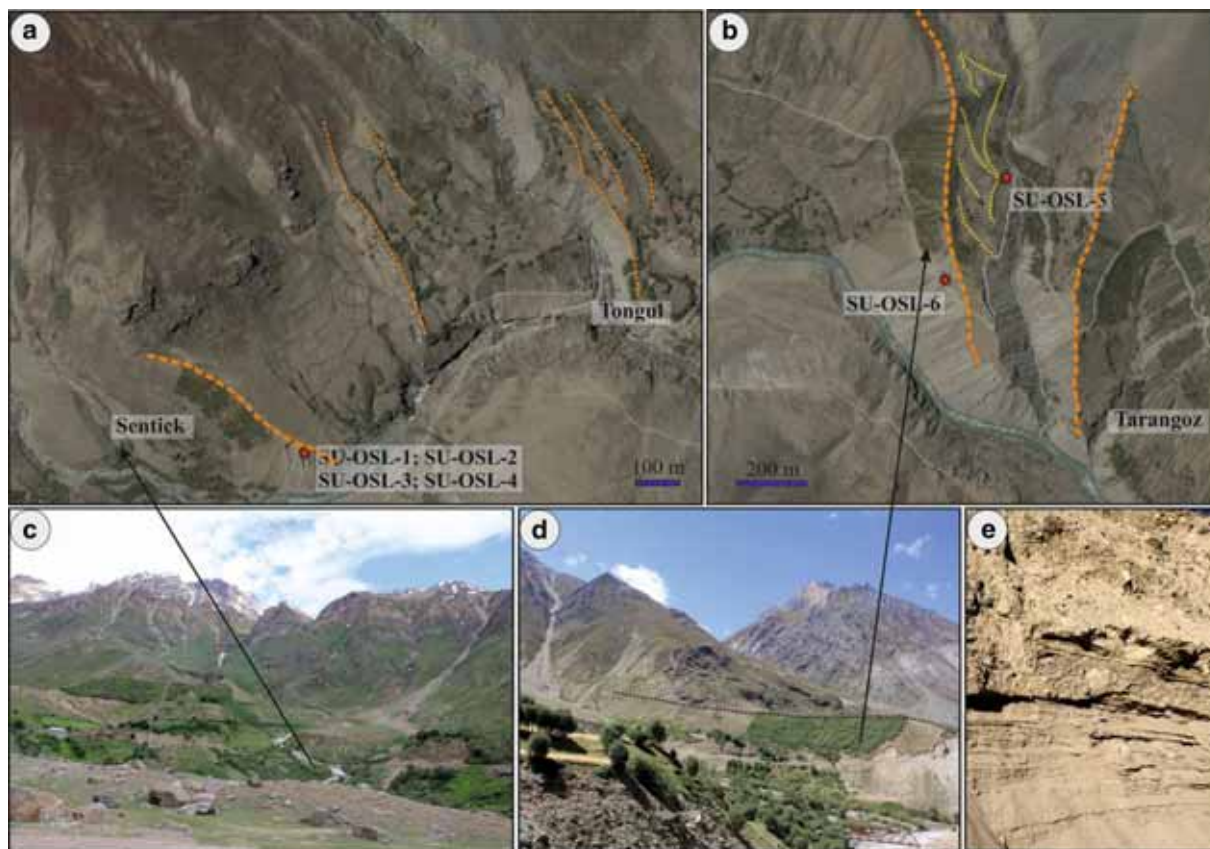 a
b
SU-OSL-5
SU-OSL-6
Tongul
Sentick
Tarangoz
SU-OSL-1; SU-OSL-2
SU-OSL-3; SU-OSL-4
100 m
200 m
c
d
e